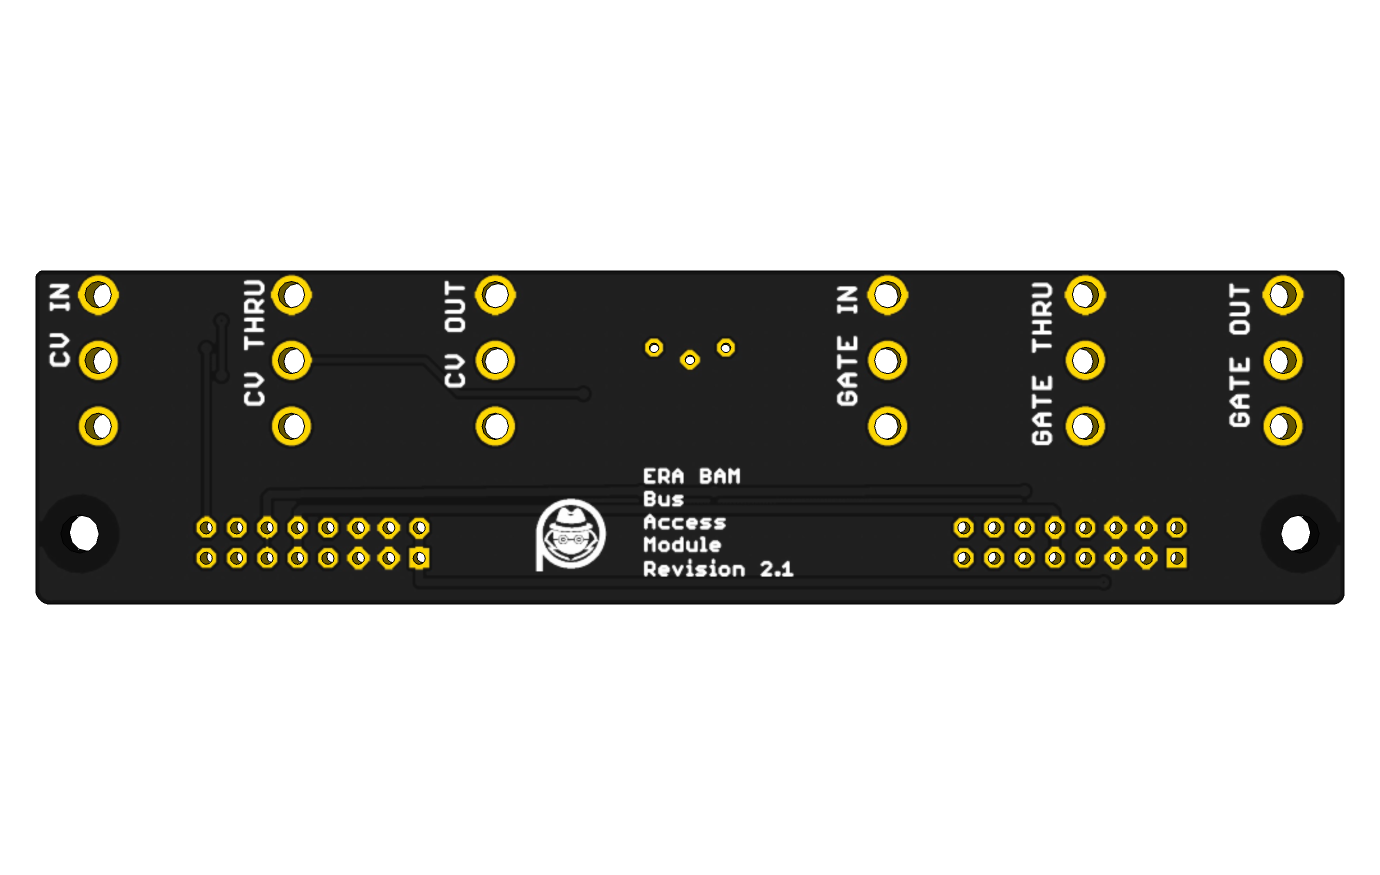 CV IN
CV THRU
CV OUT
GATE IN
GATE THRU
GATE OUT
ERA BAM
Bus
Access
Module
Revision 2.1